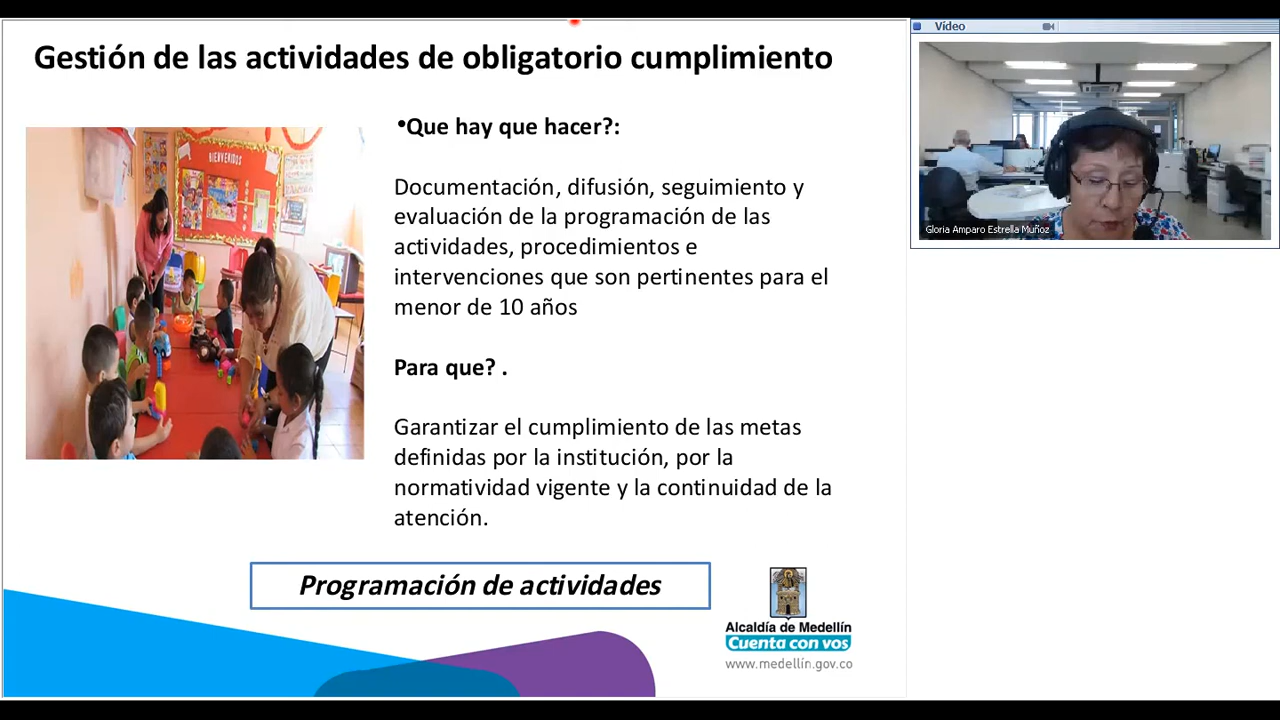 Gestión de las actividades de obligatorio cumplimiento
•Que hay que hacer?:
Documentación, difusión, seguimiento y
evaluación de la programación de las
actividades, procedimientos e
intervenciones que son pertinentes para el
menor de 10 años
Para que? .
Garantizar el cumplimiento de las metas
definidas por la institución, por la
normatividad vigente y la continuidad de la
atención.
Programación de actividades
Alcaldía de Medellín
Cuenta con vos
www.medellin.gov.co
BIENVENIDOS
Vídeo
Gloria Amparo Estrella Muñoz